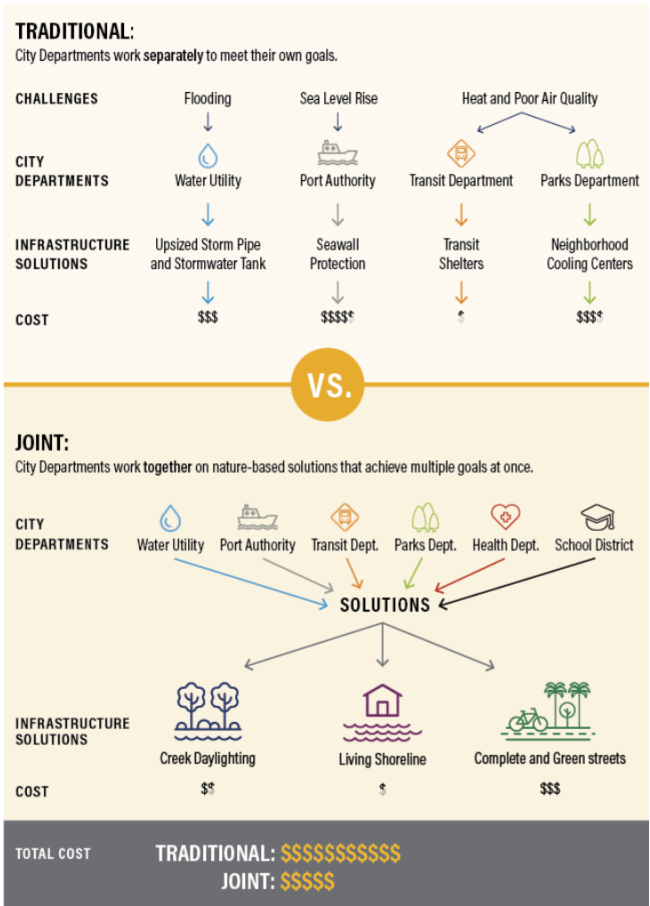 TRADITIONAL:
City Departments work separately to meet their own goals.
CHALLENGES
Flooding
Sea Level Rise
Heat and Poor Air Quality
CITY
DEPARTMENTS
Water Utility
Port Authority
Transit Department
Parks Department
INFRASTRUCTURE
SOLUTIONS
Upsized Storm Pipe
and Stormwater Tank
Seawall
Protection
Transit
Shelters
Neighborhood
Cooling Centers
COST
$$$
$$$$$
$
$$$$
VS.
JOINT:
City Departments work together on nature-based solutions that achieve multiple goals at once.
CITY
DEPARTMENTS
Water Utility
Port Authority
Transit Dept.
Parks Dept.
Health Dept.
School District
SOLUTIONS
INFRASTRUCTURE
SOLUTIONS
Creek Daylighting
Living Shoreline
Complete and Green streets
COST
$$
$
$$$
TOTAL COST
TRADITIONAL: $$$$$$$$$$$
JOINT: $$$$$